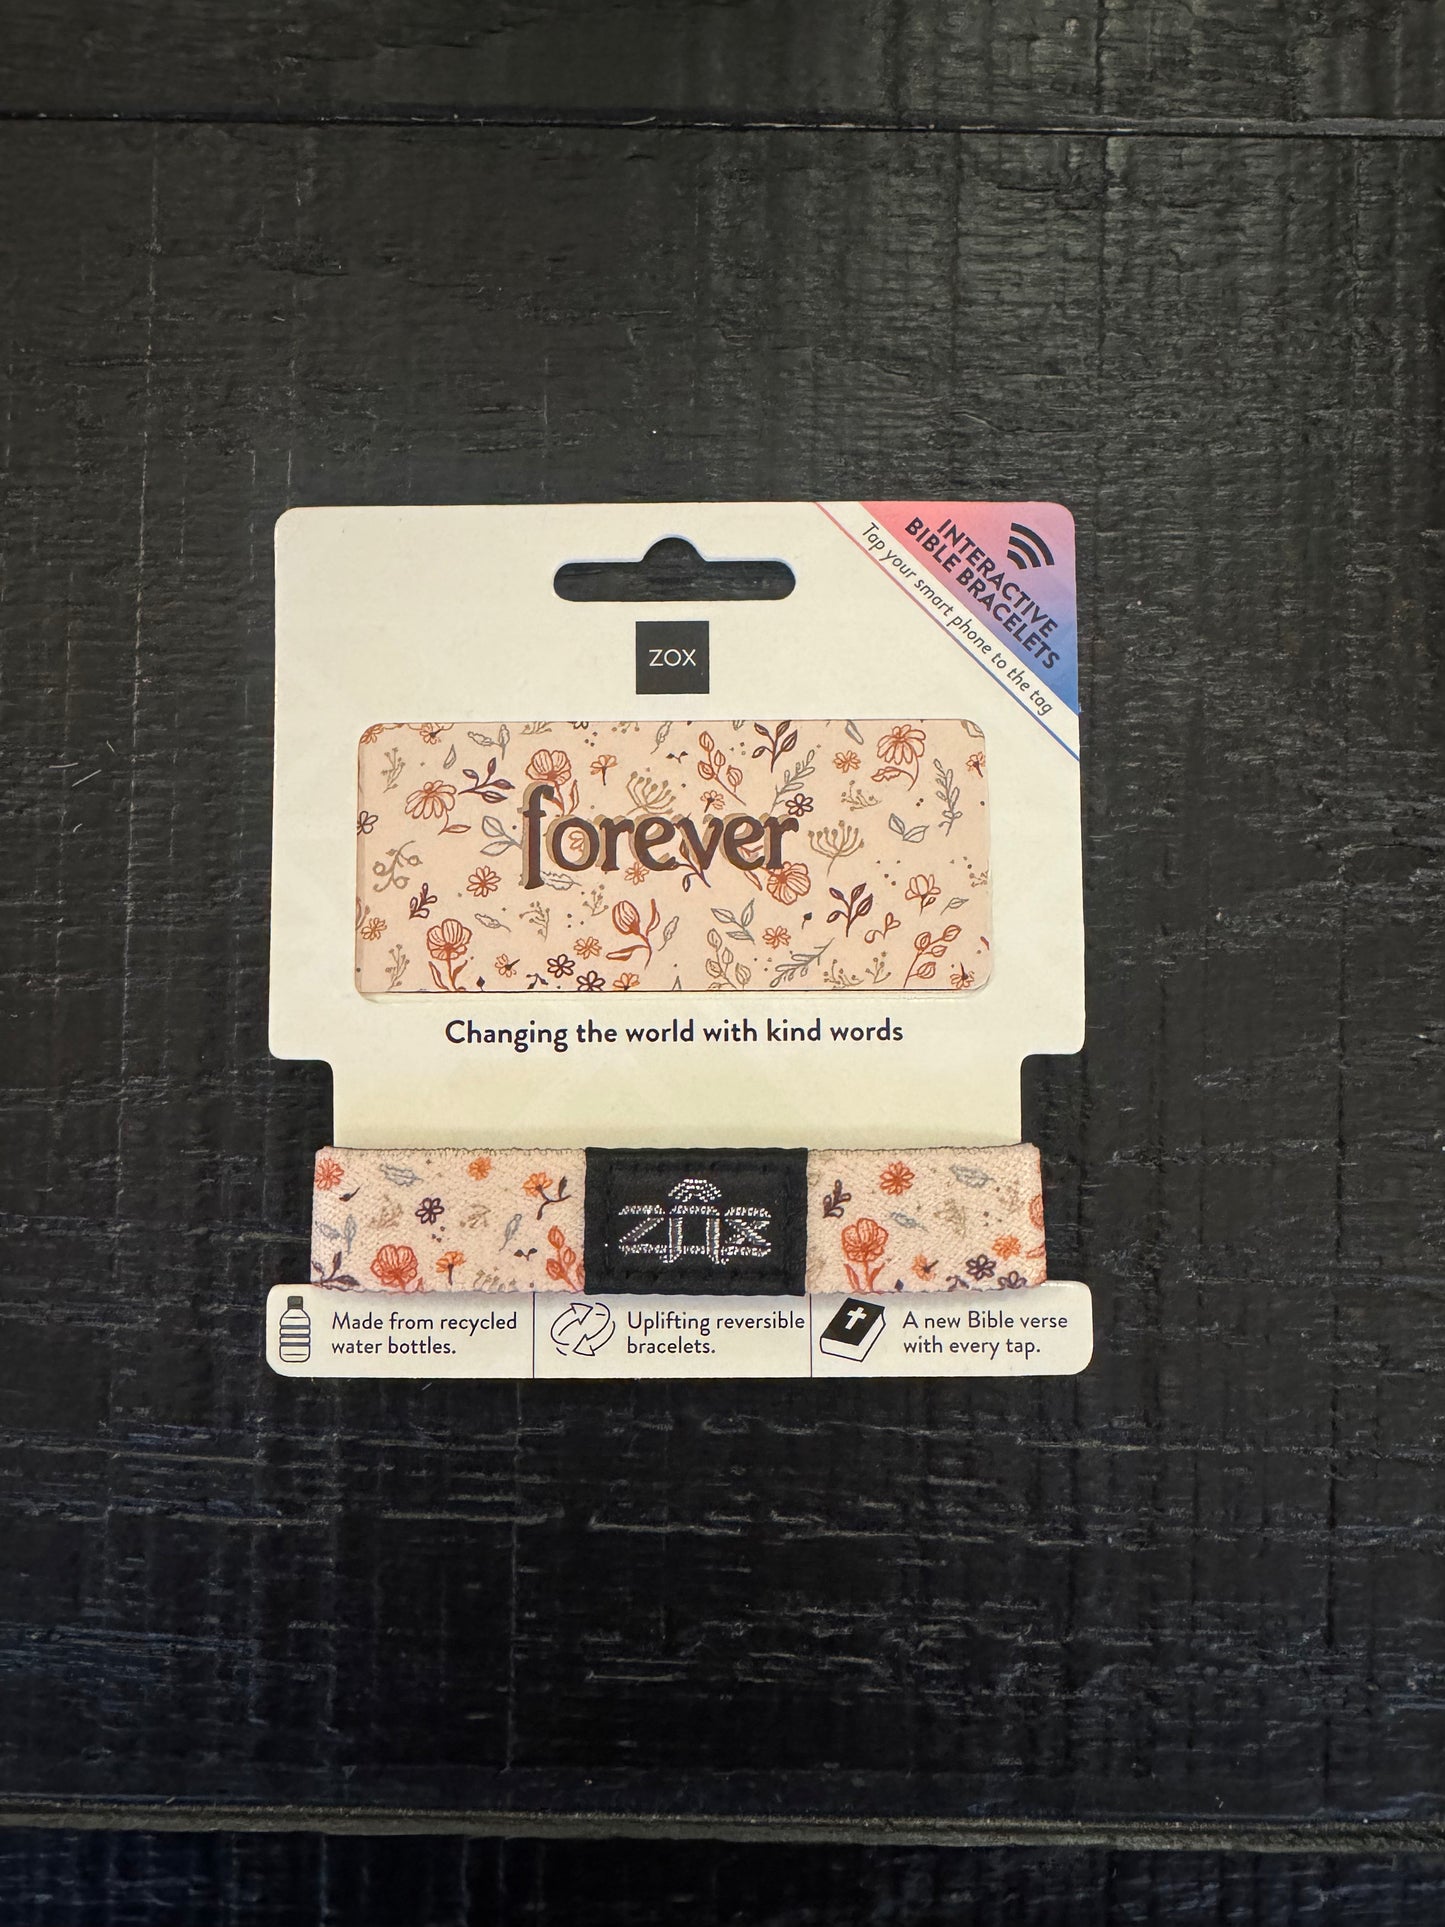 INTERACTIVE
BIBLE BRACELETS
Tap your smart phone to the tag
ZOX
forever
Changing the world with kind words
ZOX
Made from recycled
water bottles.
Uplifting reversible
bracelets.
A new Bible verse
with every tap.